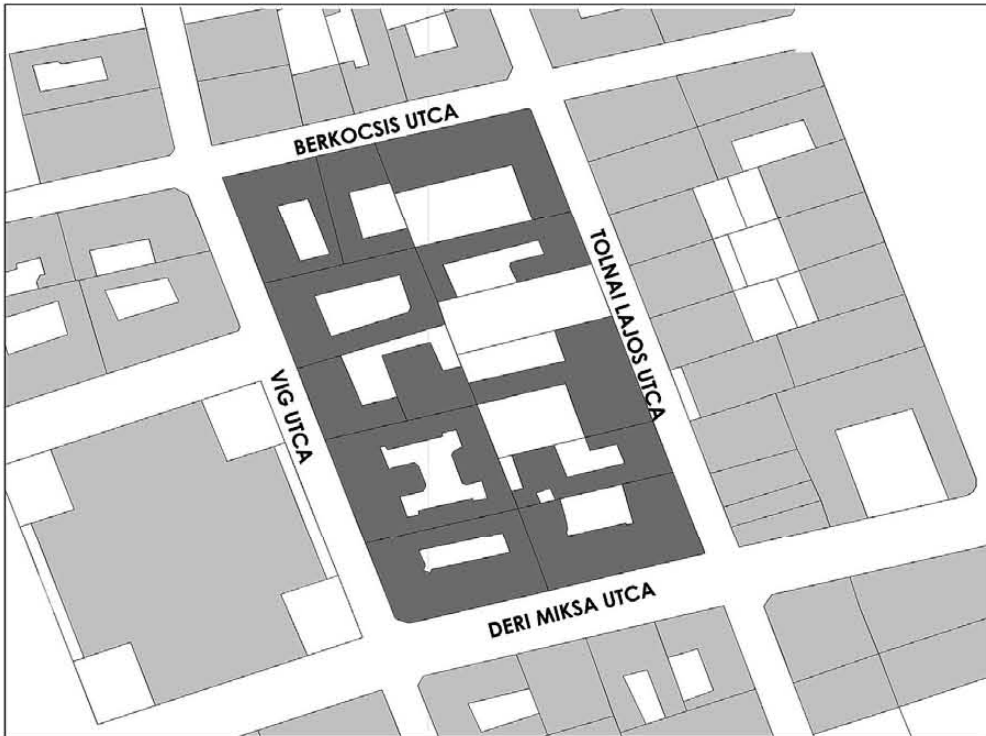 BERKOCSIS UTCA
TOLNAI LAJOS UTCA
VIG UTCA
DERI MIKSA UTCA